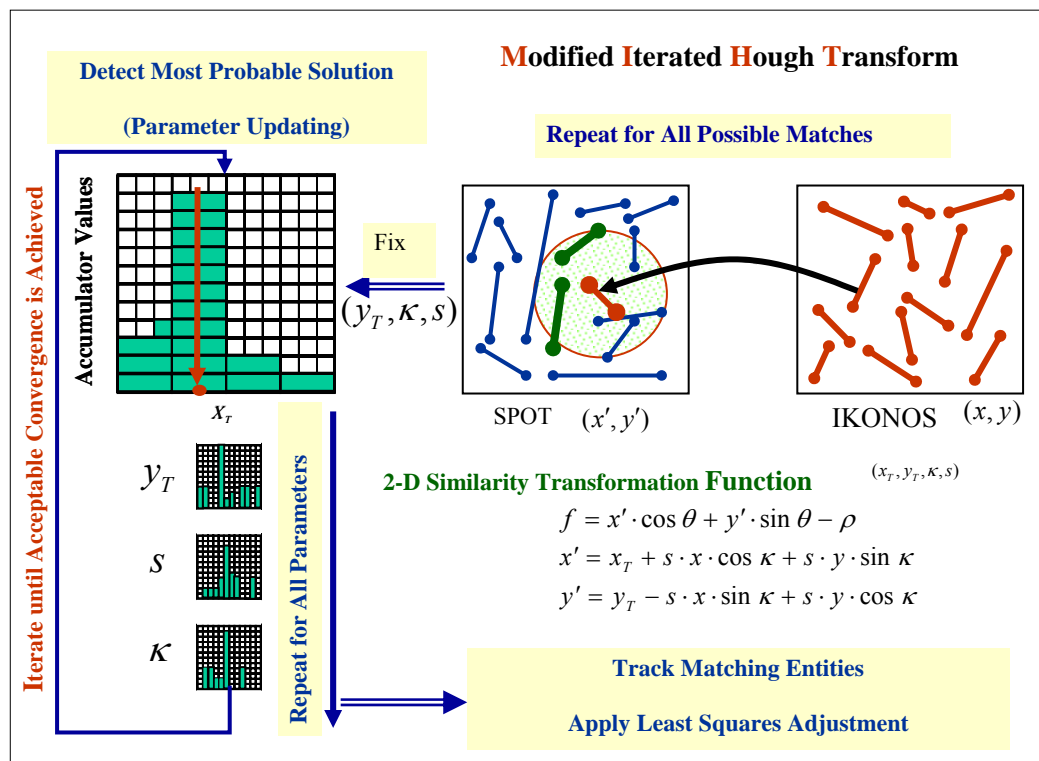 Modified Iterated Hough Transform
Detect Most Probable Solution
(Parameter Updating)
Repeat for All Possible Matches
Iterate until Acceptable Convergence is Achieved
Accumulator Values
Fix
(y_T, κ, s)
x_T
SPOT (x′, y′)
IKONOS (x, y)
y_T
s
κ
Repeat for All Parameters
2-D Similarity Transformation Function (x_T, y_T, κ, s)
f = x′ · cos θ + y′ · sin θ − ρ
x′ = x_T + s · x · cos κ + s · y · sin κ
y′ = y_T − s · x · sin κ + s · y · cos κ
Track Matching Entities
Apply Least Squares Adjustment